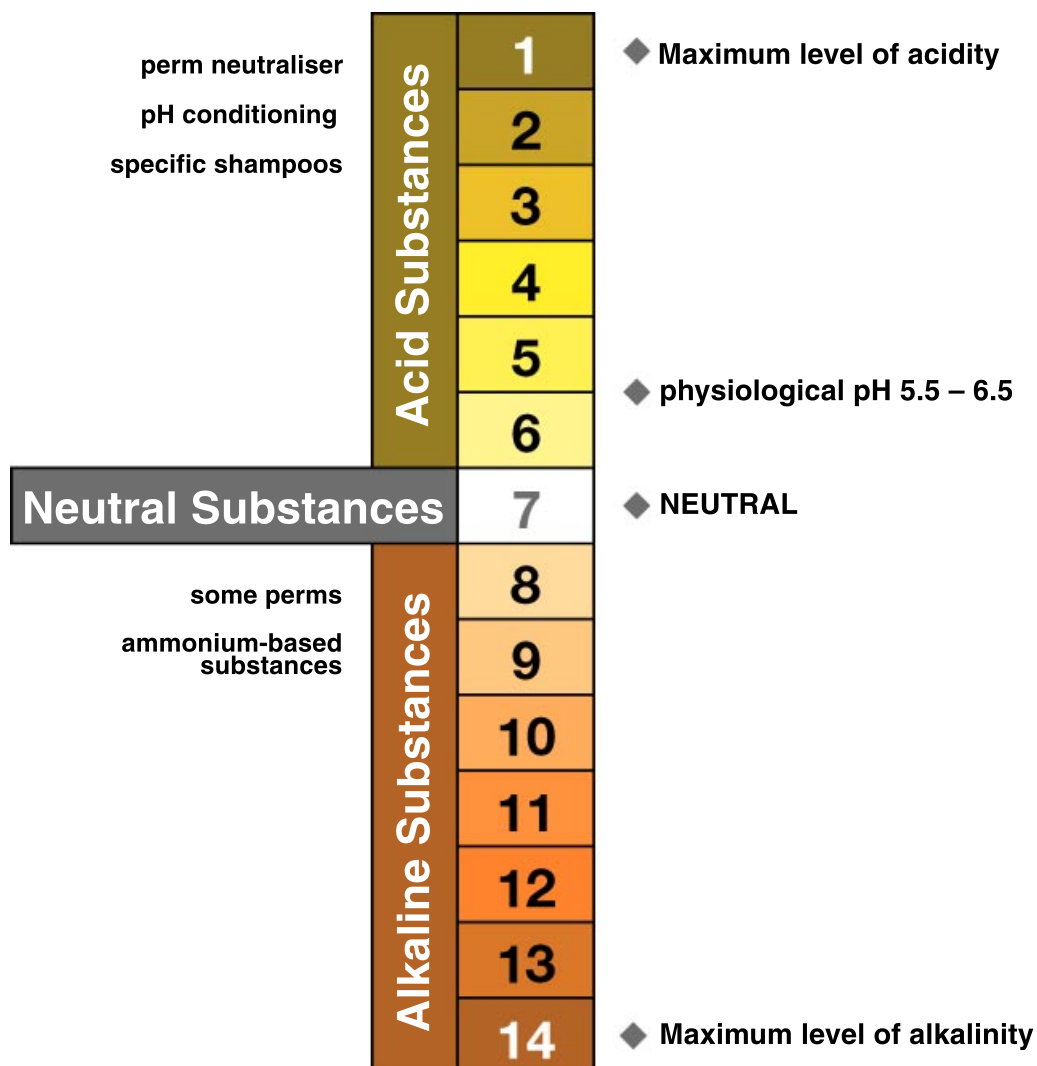 perm neutraliser
pH conditioning
specific shampoos
Acid Substances
1
2
3
4
5
6
Maximum level of acidity
physiological pH 5.5 – 6.5
Neutral Substances
7
NEUTRAL
some perms
ammonium-based
substances
Alkaline Substances
8
9
10
11
12
13
14
Maximum level of alkalinity